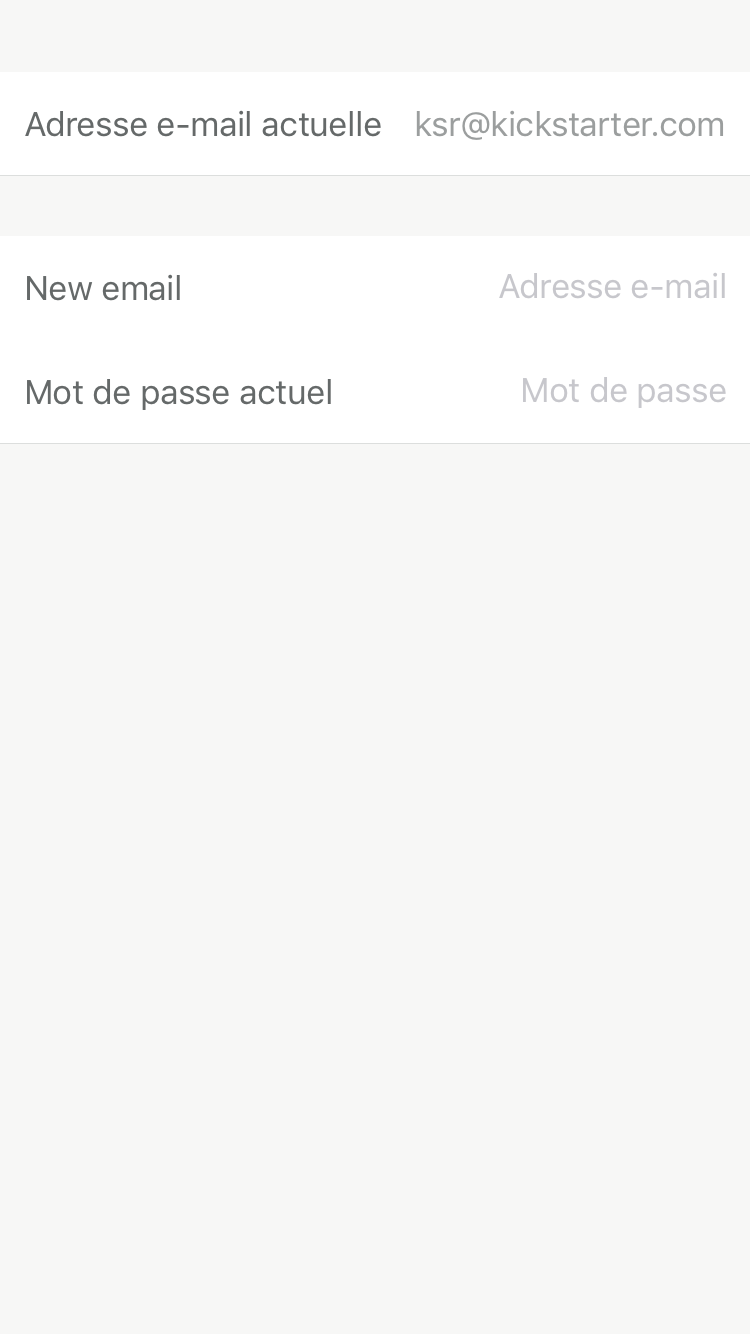 Adresse e-mail actuelle ksr@kickstarter.com
New email Adresse e-mail
Mot de passe actuel Mot de passe